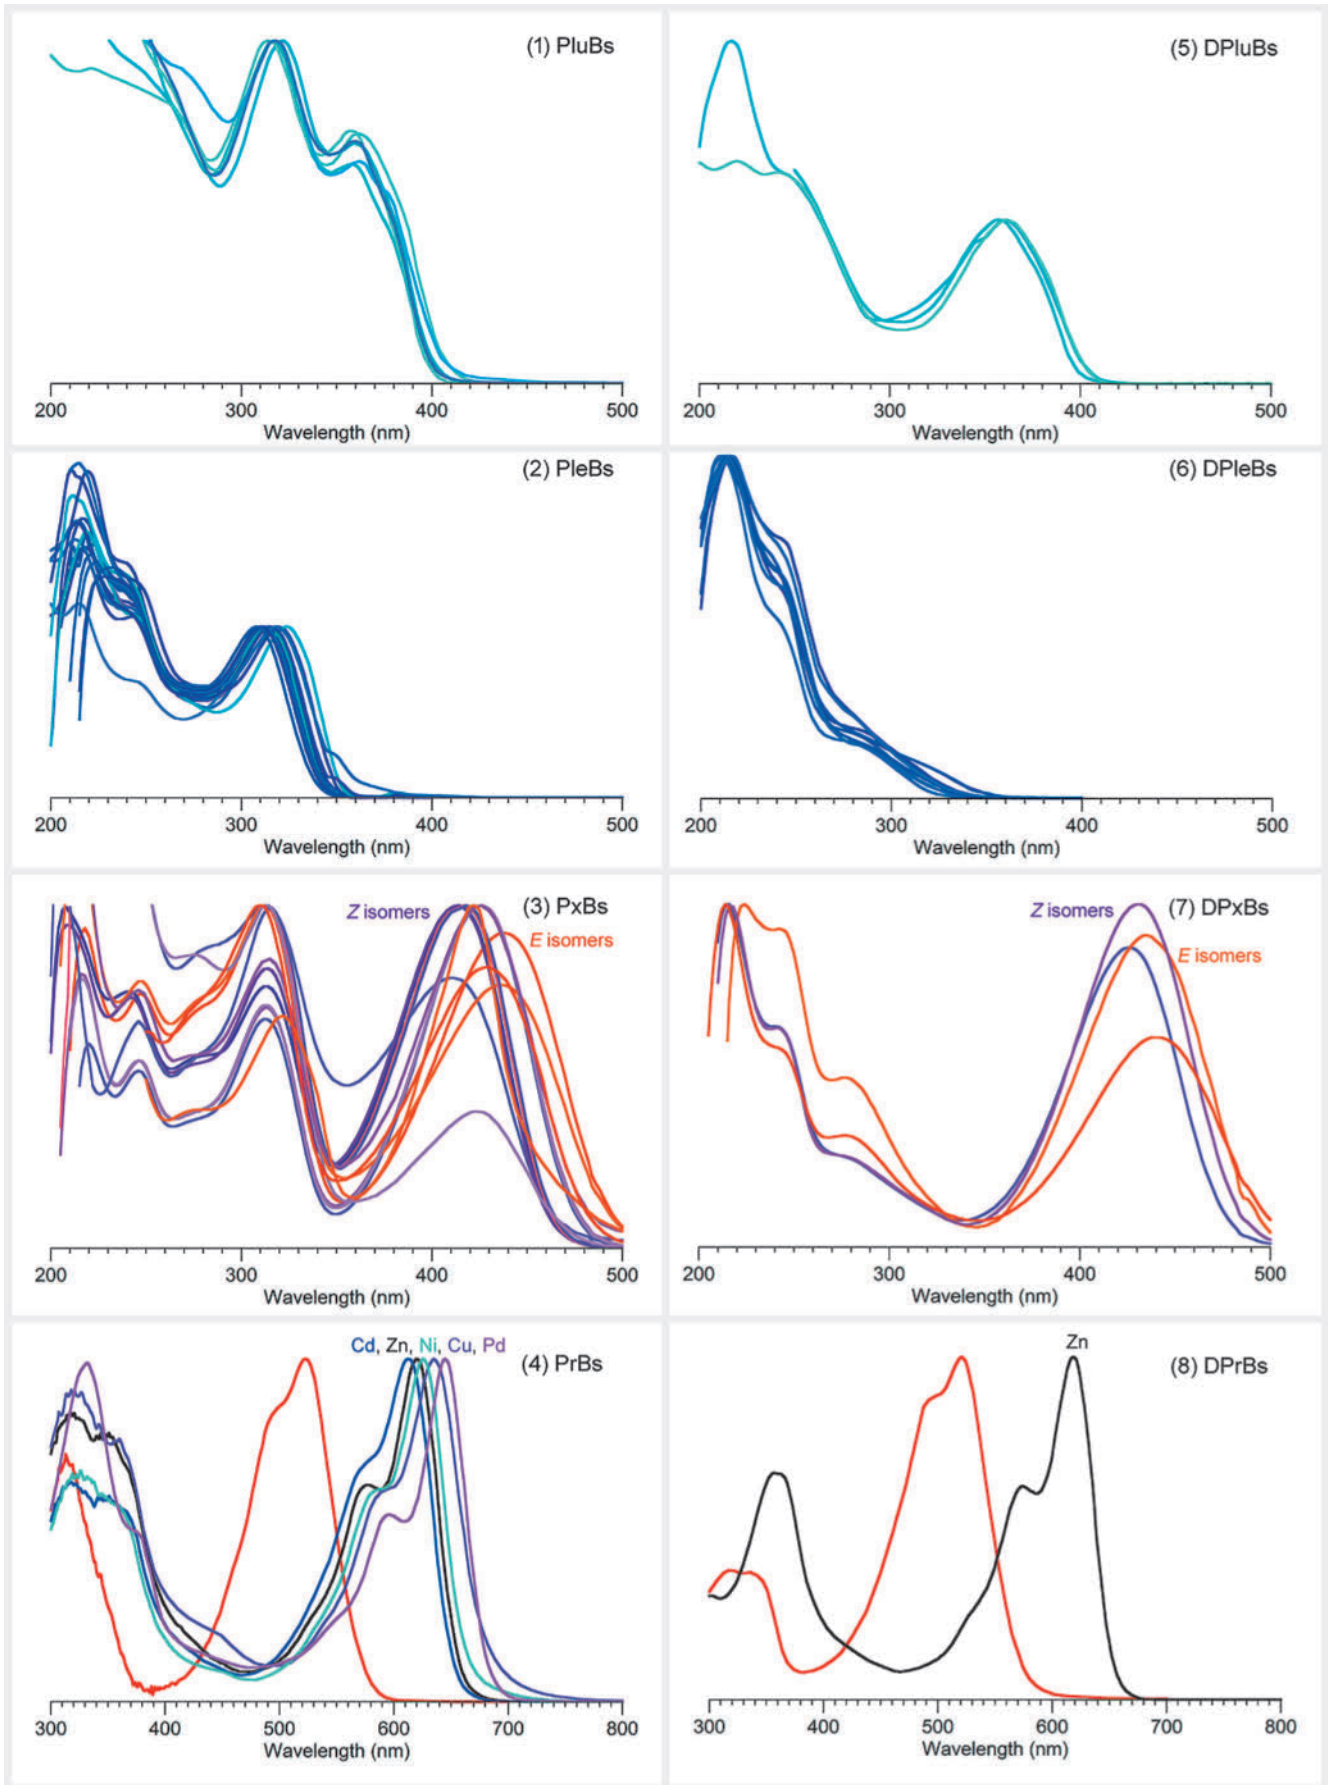 (1) PluBs
200 300 400 500
Wavelength (nm)
(5) DPluBs
200 300 400 500
Wavelength (nm)
(2) PleBs
200 300 400 500
Wavelength (nm)
(6) DPleBs
200 300 400 500
Wavelength (nm)
Z isomers
(3) PxBs
E isomers
200 300 400 500
Wavelength (nm)
Z isomers
(7) DPxBs
E isomers
200 300 400 500
Wavelength (nm)
Cd, Zn, Ni, Cu, Pd
(4) PrBs
300 400 500 600 700 800
Wavelength (nm)
Zn
(8) DPrBs
300 400 500 600 700 800
Wavelength (nm)